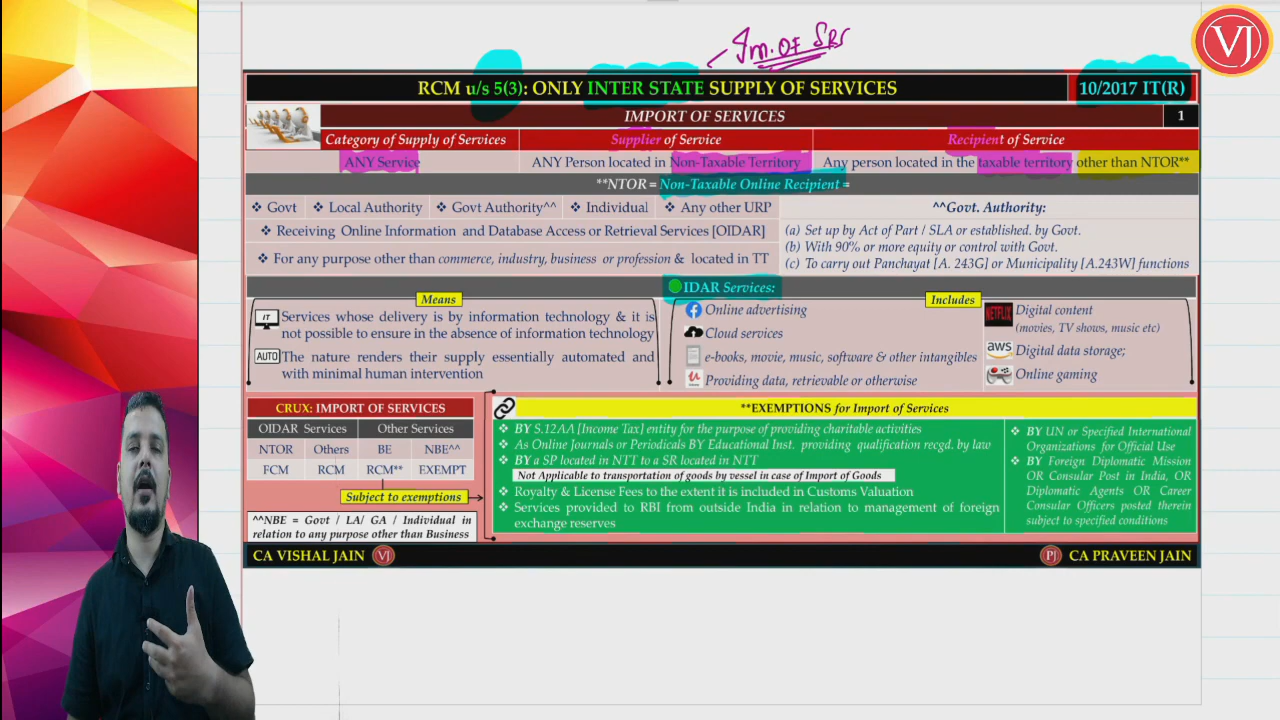 Im. OF SRS
VJ
RCM u/s 5(3): ONLY INTER STATE SUPPLY OF SERVICES
10/2017 IT(R)
IMPORT OF SERVICES
1
Category of Supply of Services
Supplier of Service
Recipient of Service
ANY Service
ANY Person located in Non-Taxable Territory
Any person located in the taxable territory other than NTOR**
**NTOR = Non-Taxable Online Recipient =
❖ Govt ❖ Local Authority ❖ Govt Authority^^ ❖ Individual ❖ Any other URP
❖ Receiving Online Information and Database Access or Retrieval Services [OIDAR]
❖ For any purpose other than commerce, industry, business or profession & located in TT
^^Govt. Authority:
(a) Set up by Act of Part / SLA or established. by Govt.
(b) With 90% or more equity or control with Govt.
(c) To carry out Panchayat [A. 243G] or Municipality [A.243W] functions
IDAR Services:
Means
IT
Services whose delivery is by information technology & it is
not possible to ensure in the absence of information technology
AUTO
The nature renders their supply essentially automated and
with minimal human intervention
Includes
Online advertising
Cloud services
e-books, movie, music, software & other intangibles
Providing data, retrievable or otherwise
NETFLIX
Digital content
(movies, TV shows, music etc)
aws
Digital data storage;
Online gaming
CRUX: IMPORT OF SERVICES
OIDAR Services Other Services
NTOR Others BE NBE^^
FCM RCM RCM** EXEMPT
Subject to exemptions
^^NBE = Govt / LA/ GA / Individual in
relation to any purpose other than Business
**EXEMPTIONS for Import of Services
❖ BY S.12AA [Income Tax] entity for the purpose of providing charitable activities
❖ As Online Journals or Periodicals BY Educational Inst. providing qualification recgd. by law
❖ BY a SP located in NTT to a SR located in NTT
Not Applicable to transportation of goods by vessel in case of Import of Goods
❖ Royalty & License Fees to the extent it is included in Customs Valuation
❖ Services provided to RBI from outside India in relation to management of foreign
exchange reserves
❖ BY UN or Specified International
Organizations for Official Use
❖ BY Foreign Diplomatic Mission
OR Consular Post in India, OR
Diplomatic Agents OR Career
Consular Officers posted therein
subject to specified conditions
CA VISHAL JAIN VJ
PJ CA PRAVEEN JAIN